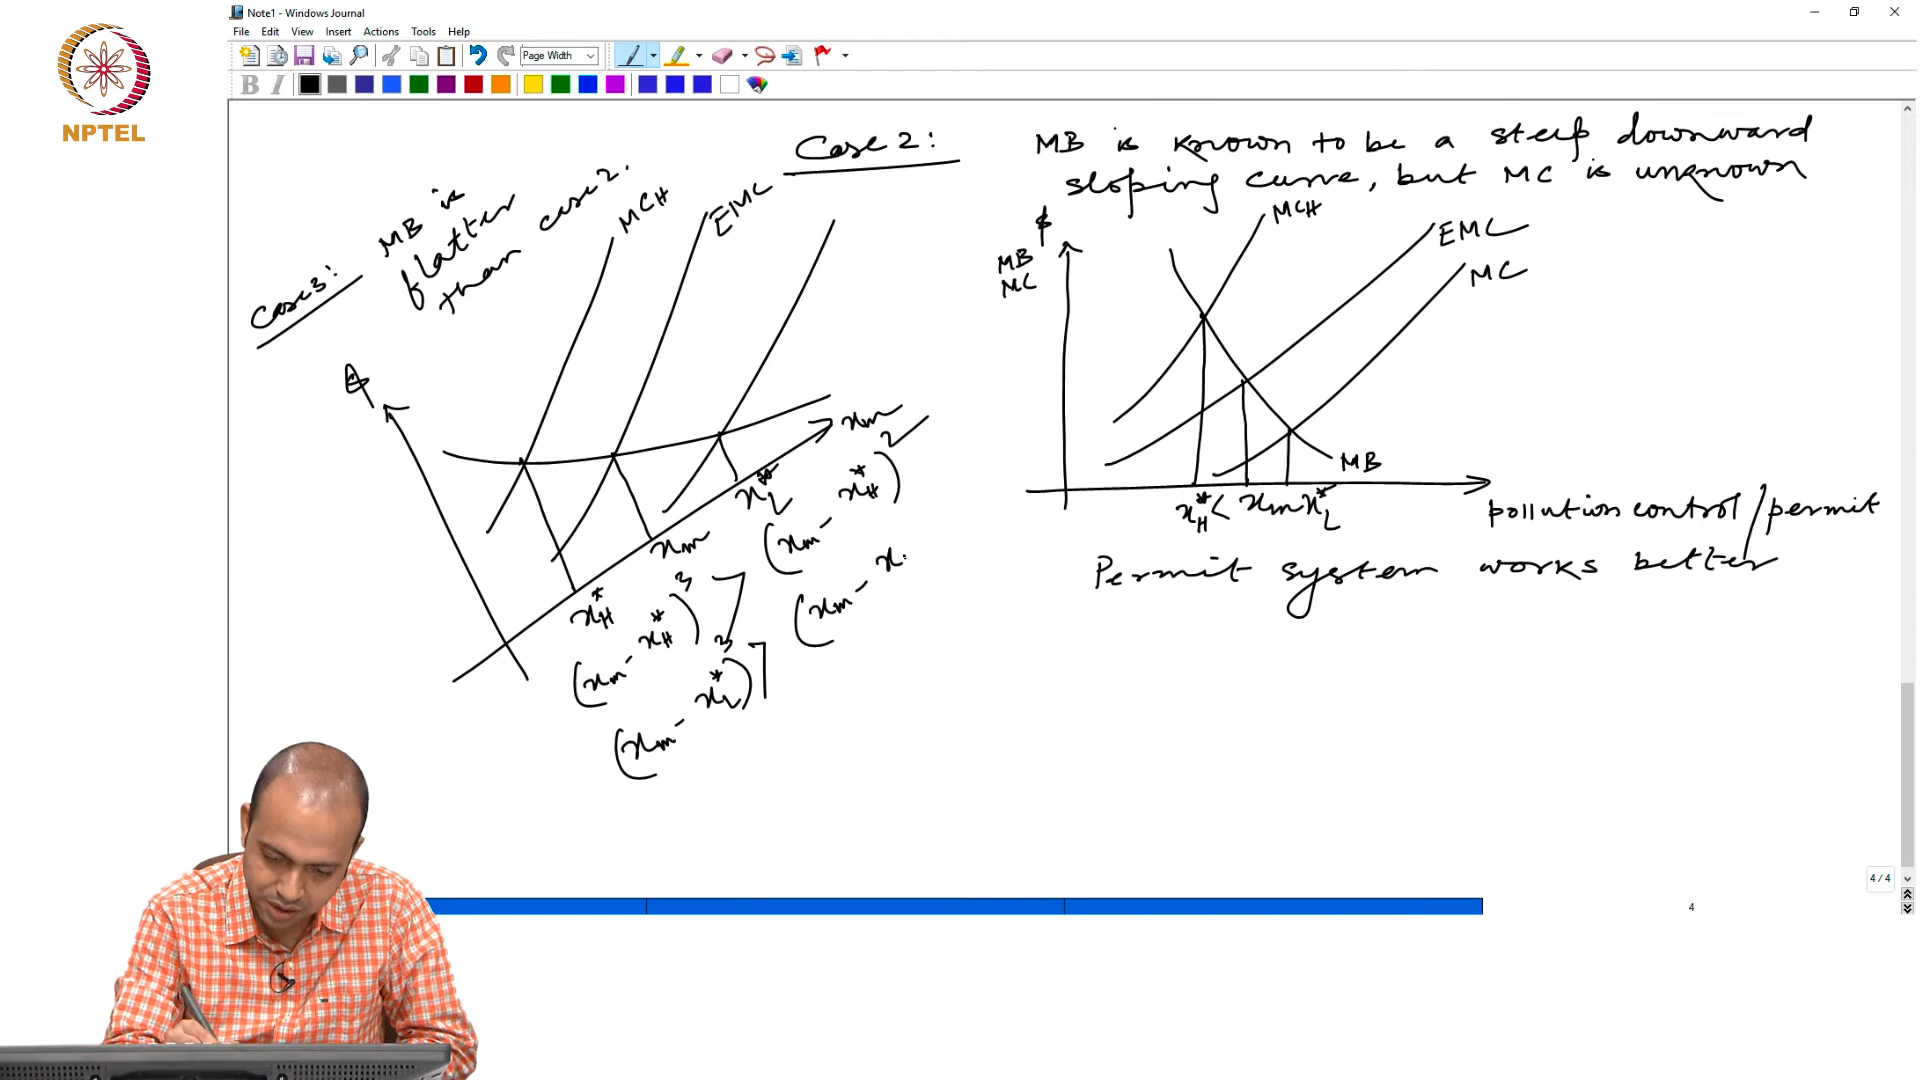 NPTEL
Note1 - Windows Journal
File Edit View Insert Actions Tools Help
Page Width
B I
Case 2:
MB is known to be a steep downward
sloping curve, but MC is unknown
$
MB
MC
MCH
EMC
MC
MB
xH* < xm xL*
pollution control / permit
Permit system works better
Case 3:
MB is
flatter
than case 2.
MCH
EMC
$
xm
xL*
xm
xH*
(xm - xH*)³ > (xm - xH*)²
(xm - xL*)³ > (xm - x
4 / 4
4